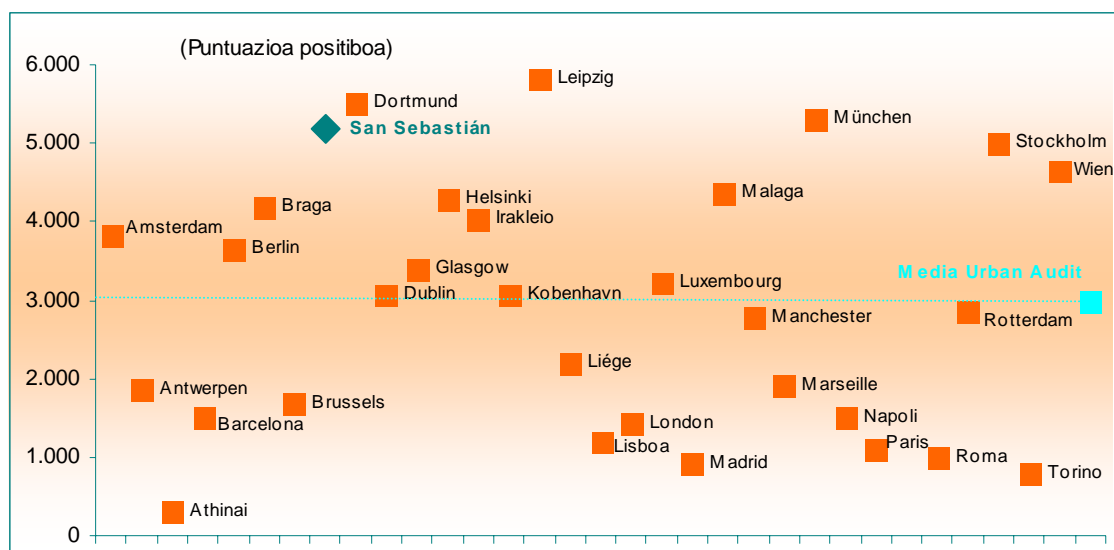 (Puntuazioa positiboa)
6.000
Leipzig
Dortmund
München
San Sebastián
5.000
Stockholm
Wien
Malaga
Helsinki
Braga
Irakleio
4.000
Amsterdam
Berlin
Glasgow
Media Urban Audit
Luxembourg
3.000
Dublin
Kobenhavn
Manchester
Rotterdam
Liége
2.000
Antwerpen
Marseille
Brussels
Barcelona
London
Napoli
Lisboa
Paris
1.000
Madrid
Roma
Torino
Athinai
0